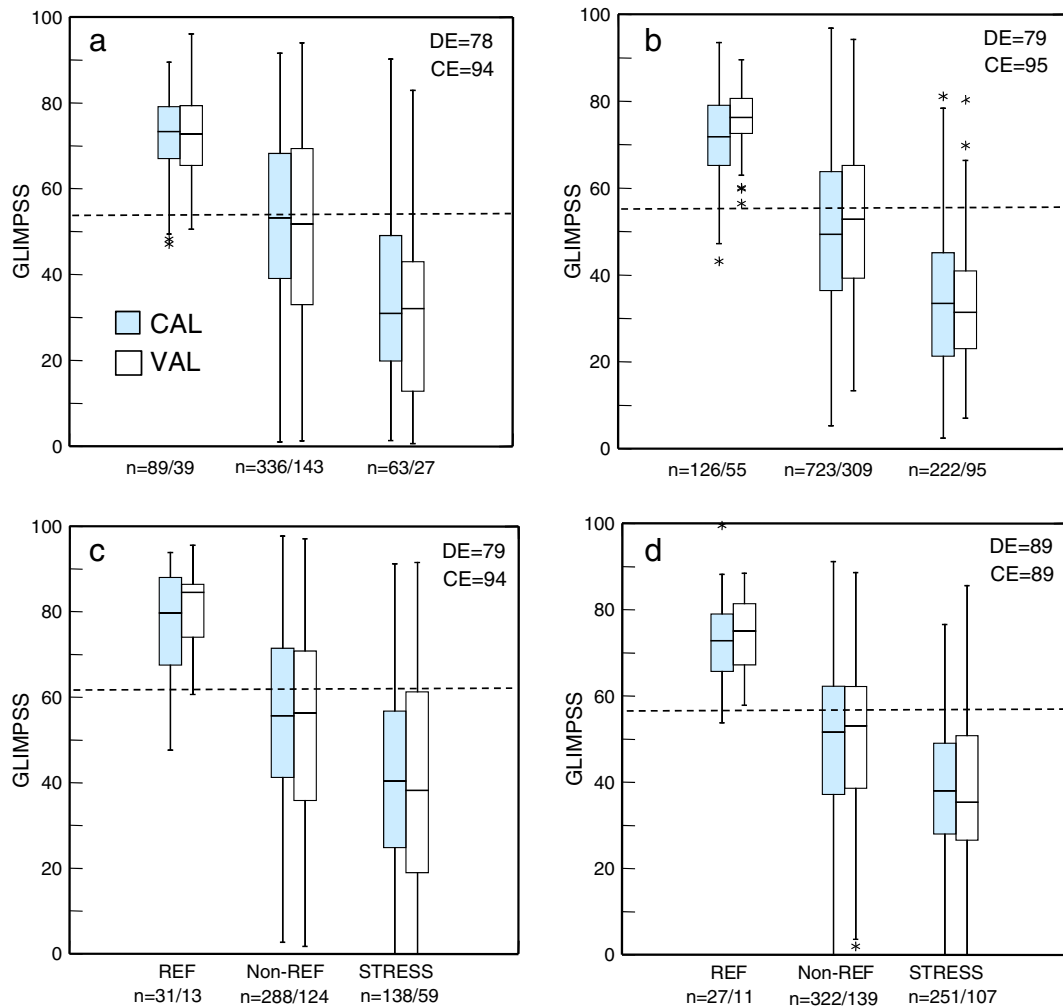 a
DE=78
CE=94
100
80
60
40
20
0
GLIMPSS
CAL
VAL
n=89/39
n=336/143
n=63/27
b
DE=79
CE=95
100
80
60
40
20
0
GLIMPSS
n=126/55
n=723/309
n=222/95
c
DE=79
CE=94
100
80
60
40
20
0
GLIMPSS
REF
Non-REF
STRESS
n=31/13
n=288/124
n=138/59
d
DE=89
CE=89
100
80
60
40
20
0
GLIMPSS
REF
Non-REF
STRESS
n=27/11
n=322/139
n=251/107